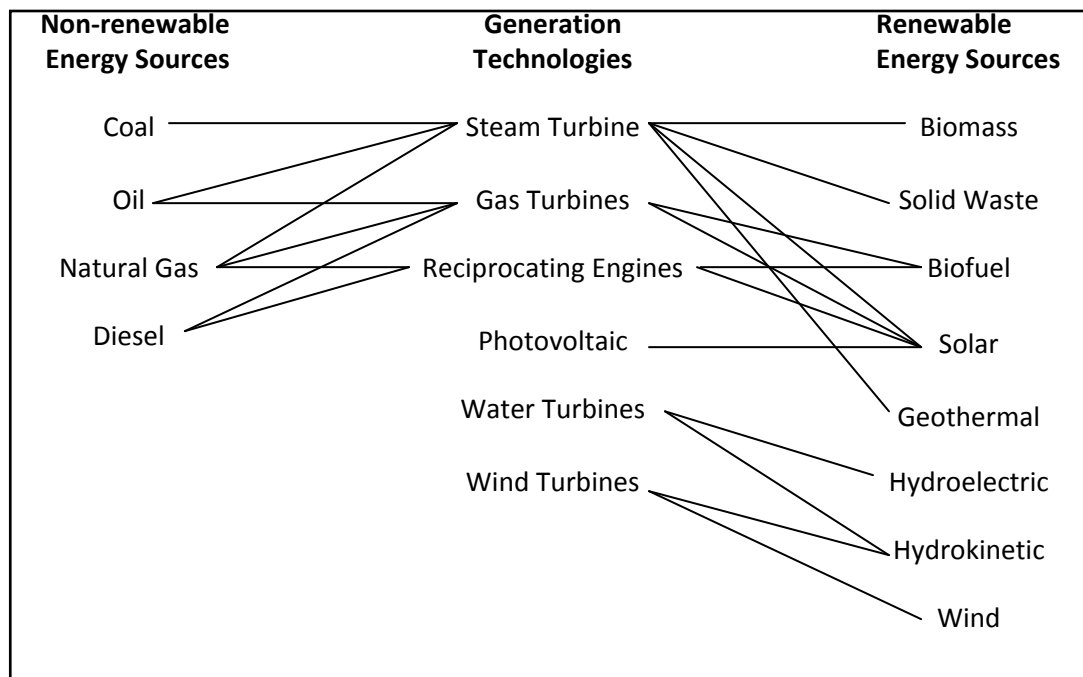 Non-renewable
Energy Sources
Generation
Technologies
Renewable
Energy Sources
Coal
Steam Turbine
Biomass
Oil
Gas Turbines
Solid Waste
Natural Gas
Reciprocating Engines
Biofuel
Diesel
Photovoltaic
Solar
Water Turbines
Geothermal
Wind Turbines
Hydroelectric
Hydrokinetic
Wind